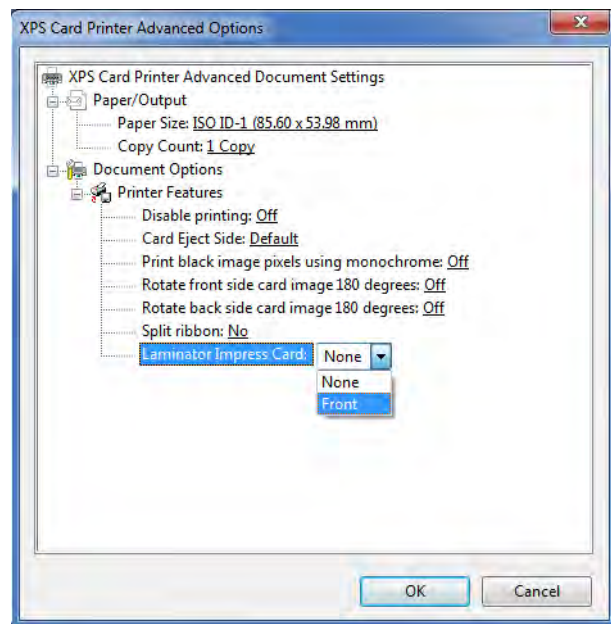 XPS Card Printer Advanced Options
XPS Card Printer Advanced Document Settings
Paper/Output
Paper Size: ISO ID-1 (85.60 x 53.98 mm)
Copy Count: 1 Copy
Document Options
Printer Features
Disable printing: Off
Card Eject Side: Default
Print black image pixels using monochrome: Off
Rotate front side card image 180 degrees: Off
Rotate back side card image 180 degrees: Off
Split ribbon: No
Laminator Impress Card: None
None
Front
OK Cancel